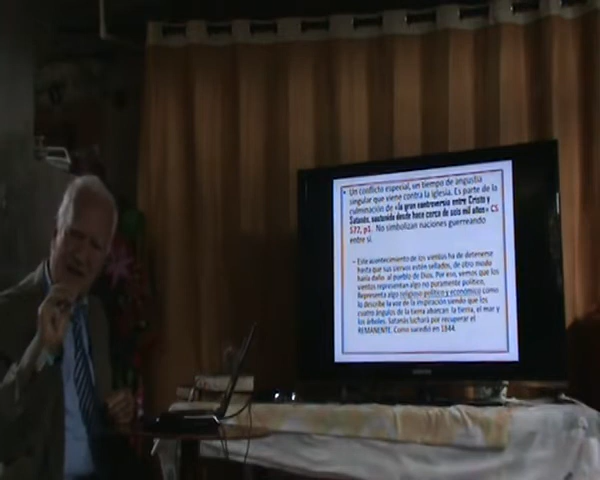 • Un conflicto especial, un tiempo de angustia
singular que viene contra la iglesia. Es parte de la
culminación de «la gran controversia entre Cristo y
Satanás, sostenida desde hace cerca de seis mil años» CS
577, p1. No simbolizan naciones guerreando
entre sí.
– Este acontecimiento de los vientos ha de detenerse
hasta que sus siervos estén sellados, de otro modo
haría daño al pueblo de Dios. Por eso, vemos que los
vientos representan algo no puramente político,
Representa algo religioso político y económico como
lo describe la voz de la inspiración siendo que los
cuatro ángulos de la tierra abarcan: la tierra, el mar y
los árboles. Satanás luchará por recuperar el
REMANENTE. Como sucedió en 1844.
SAMSUNG